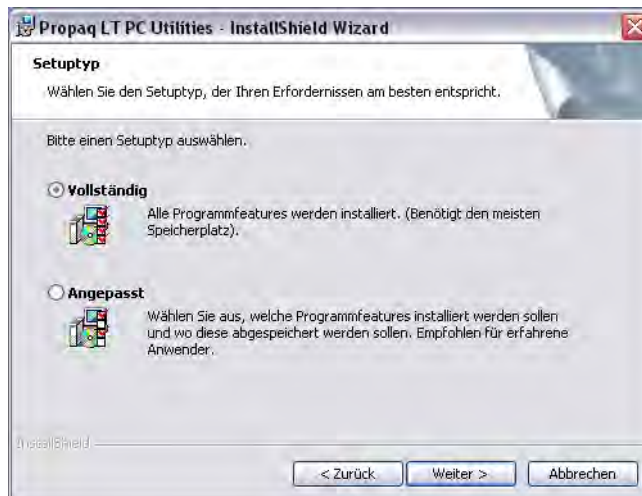 Propaq LT PC Utilities - InstallShield Wizard
Setuptyp
Wählen Sie den Setuptyp, der Ihren Erfordernissen am besten entspricht.
Bitte einen Setuptyp auswählen.
Vollständig
Alle Programmfeatures werden installiert. (Benötigt den meisten
Speicherplatz).
Angepasst
Wählen Sie aus, welche Programmfeatures installiert werden sollen
und wo diese abgespeichert werden sollen. Empfohlen für erfahrene
Anwender.
InstallShield
< Zurück Weiter > Abbrechen